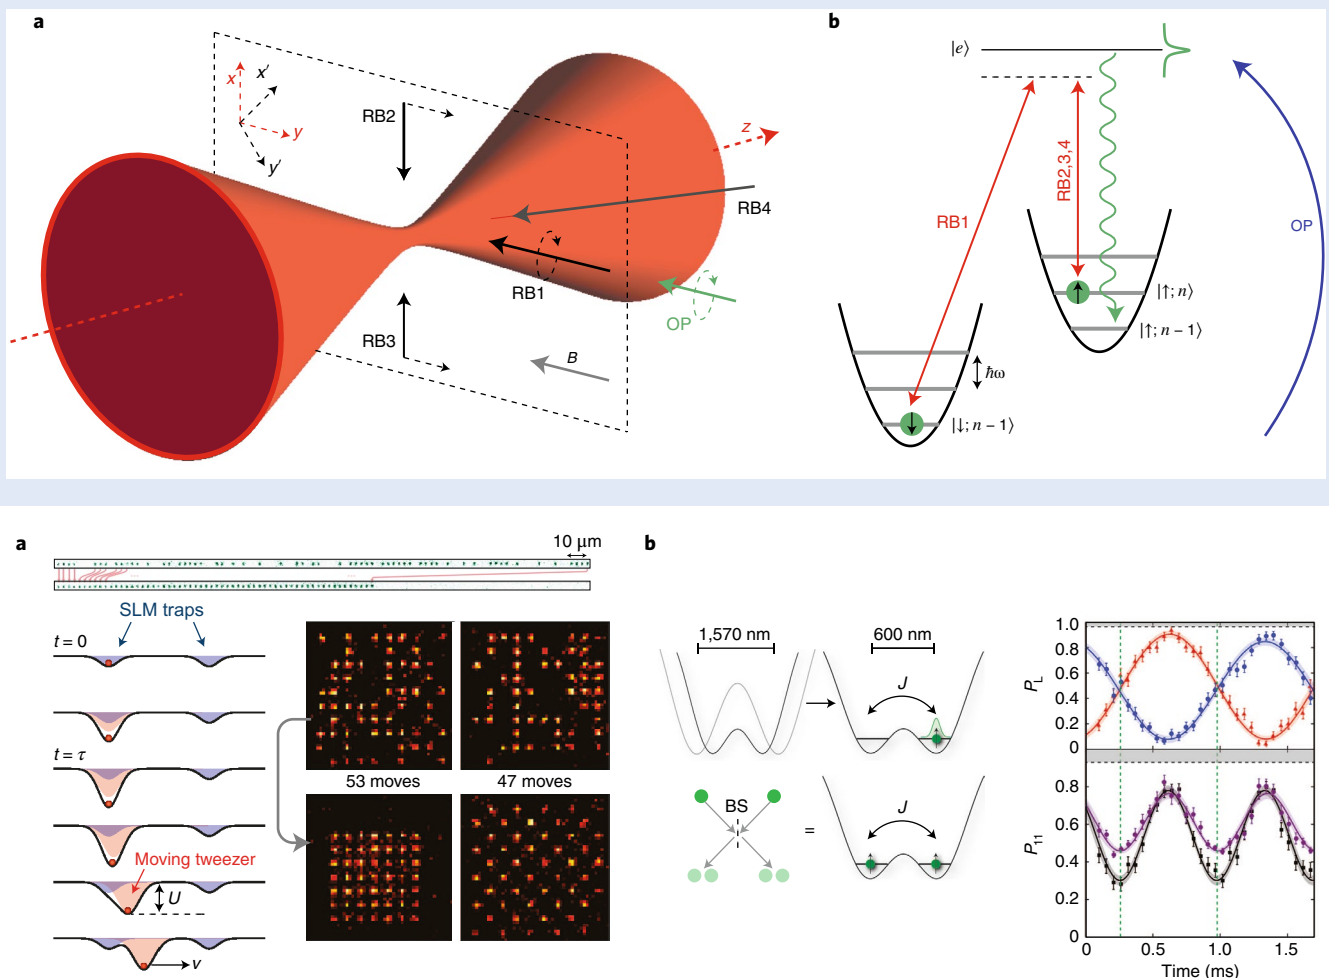 a
x
x′
y
y′
RB2
z
RB4
RB1
OP
RB3
B
b
|e⟩
RB1
RB2,3,4
OP
|↑; n⟩
|↑; n − 1⟩
ħω
|↓; n − 1⟩
a
10 μm
SLM traps
t = 0
t = τ
Moving tweezer
U
v
53 moves
47 moves
b
1,570 nm
600 nm
J
BS
=
J
1.0
0.8
0.6
0.4
0.2
0
P_L
0.8
0.6
0.4
0.2
0
P_11
0
0.5
1.0
1.5
Time (ms)